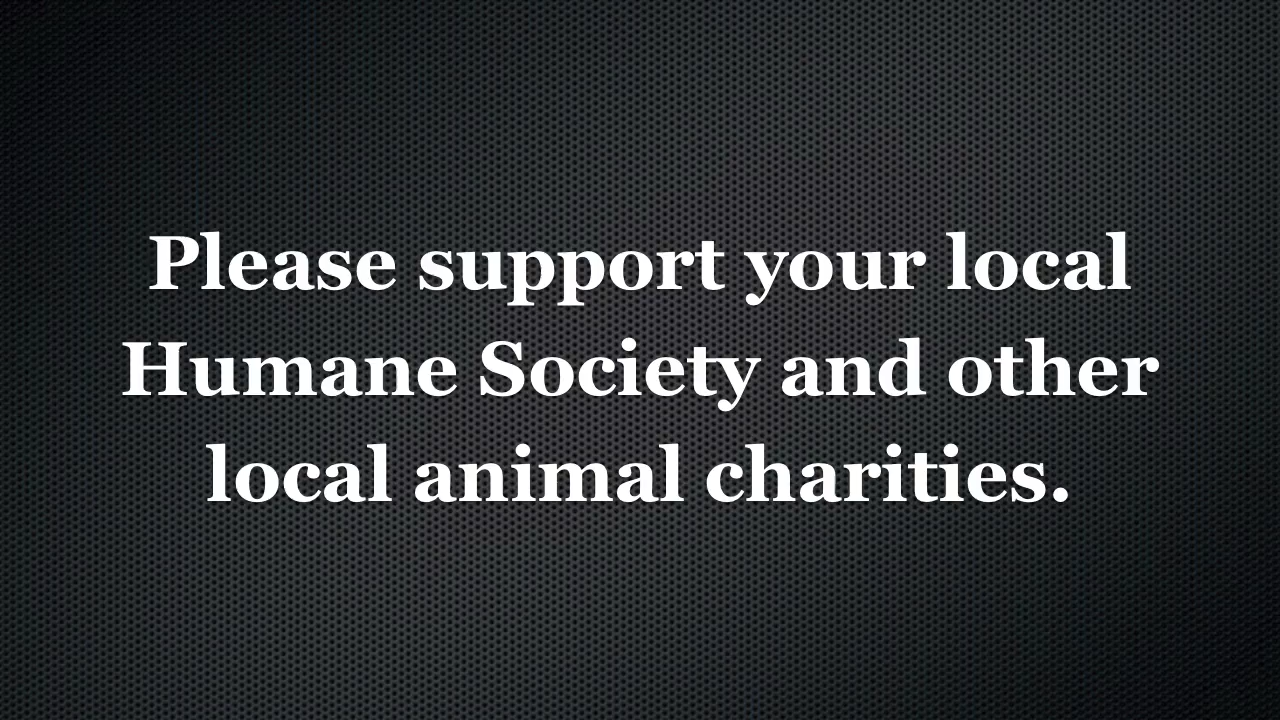 Please support your local
Humane Society and other
local animal charities.